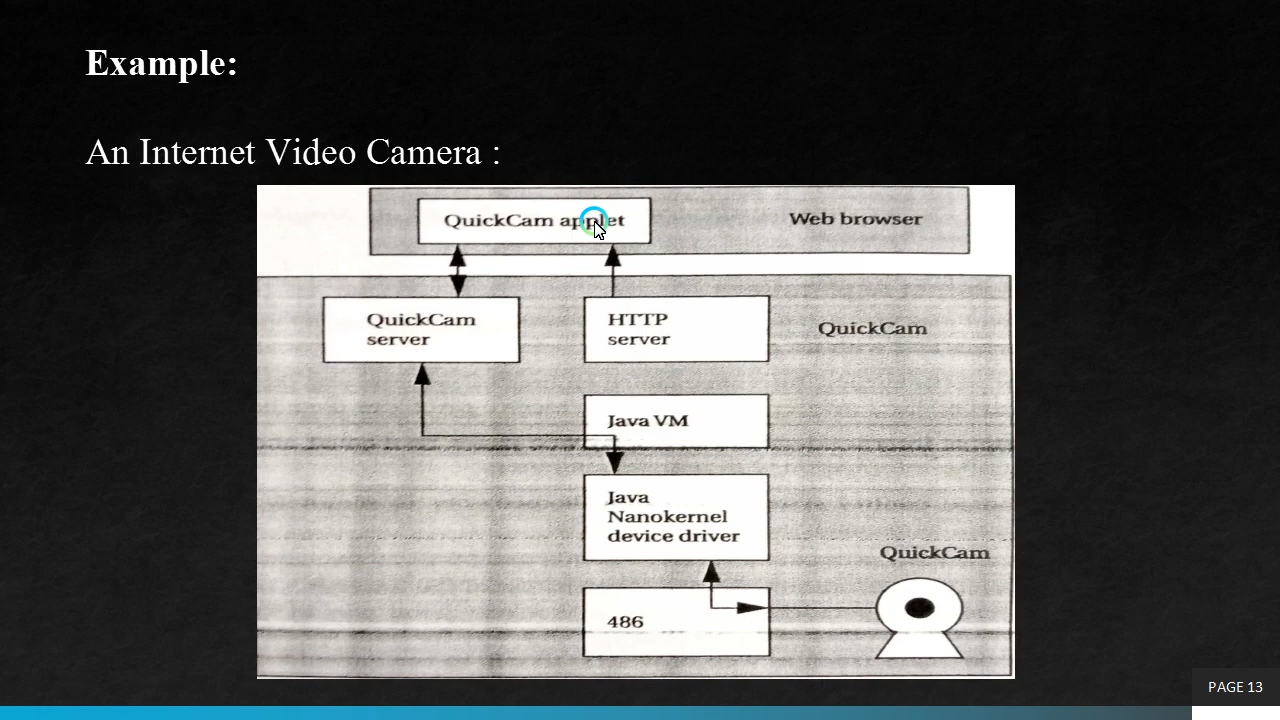 Example:
An Internet Video Camera :
QuickCam applet
Web browser
QuickCam
server
HTTP
server
QuickCam
Java VM
Java
Nanokernel
device driver
QuickCam
486
PAGE 13